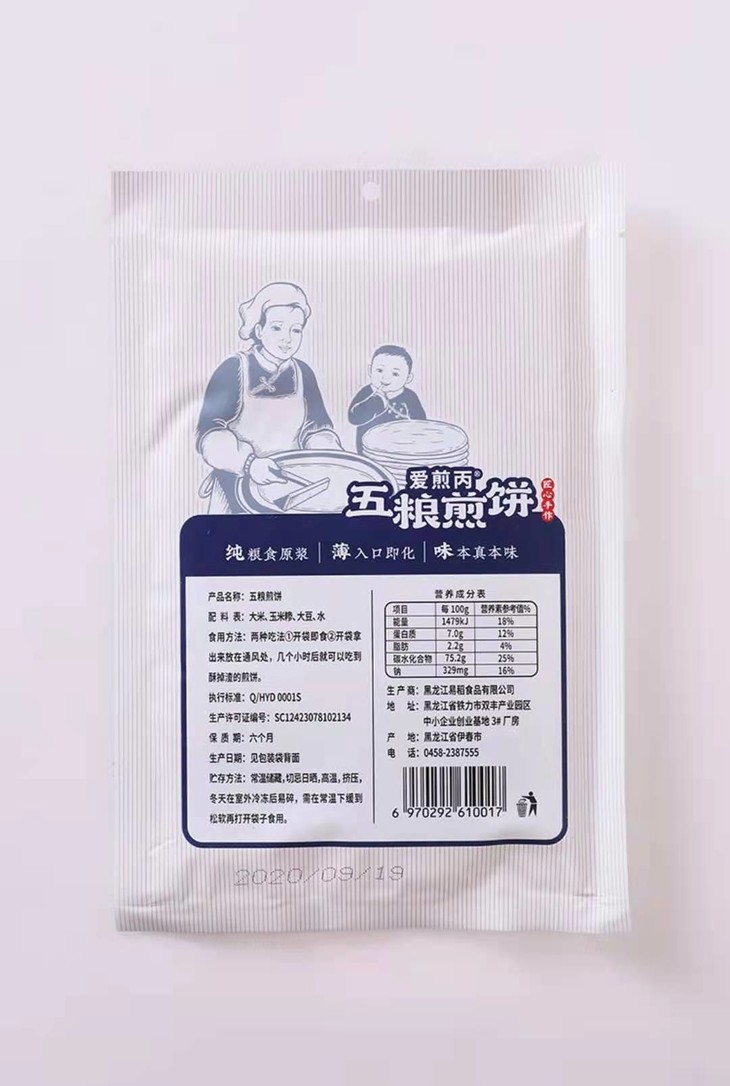 爱煎丙®
五粮煎饼
匠心手作
纯粮食原浆｜薄入口即化｜味本真本味
产品名称：五粮煎饼
配 料 表：大米、玉米糁、大豆、水
食用方法：两种吃法①开袋即食②开袋拿
出来放在通风处，几个小时后就可以吃到
酥掉渣的煎饼。
执行标准：Q/HYD 0001S
生产许可证编号：SC12423078102134
保 质 期：六个月
生产日期：见包装袋背面
贮存方法：常温储藏，切忌日晒，高温，挤压，
冬天在室外冷冻后易碎，需在常温下缓到
松软再打开袋子食用。
营养成分表
项目 每 100g 营养素参考值%
能量 1479kJ 18%
蛋白质 7.0g 12%
脂肪 2.2g 4%
碳水化合物 75.2g 25%
钠 329mg 16%
生 产 商：黑龙江易稻食品有限公司
地 址：黑龙江省铁力市双丰产业园区
中小企业创业基地 3# 厂房
产 地：黑龙江省伊春市
电 话：0458-2387555
6 970292 610017
2020/09/19